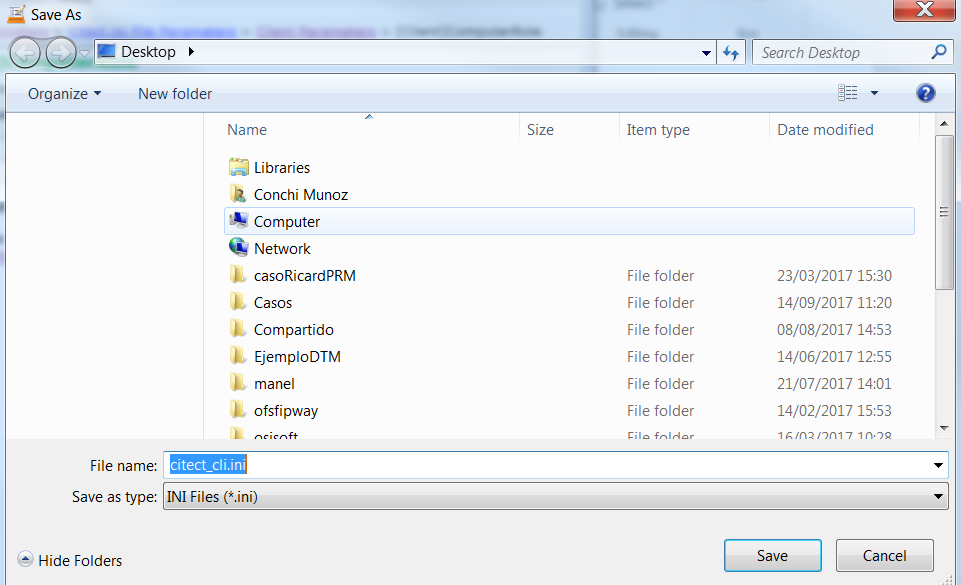 Save As
Desktop
Search Desktop
Organize New folder
Name Size Item type Date modified
Libraries
Conchi Munoz
Computer
Network
casoRicardPRM File folder 23/03/2017 15:30
Casos File folder 14/09/2017 11:20
Compartido File folder 08/08/2017 14:53
EjemploDTM File folder 14/06/2017 12:55
manel File folder 21/07/2017 14:01
ofsfipway File folder 14/02/2017 15:53
osisoft File folder 16/03/2017 10:28
File name: citect_cli.ini
Save as type: INI Files (*.ini)
Hide Folders Save Cancel